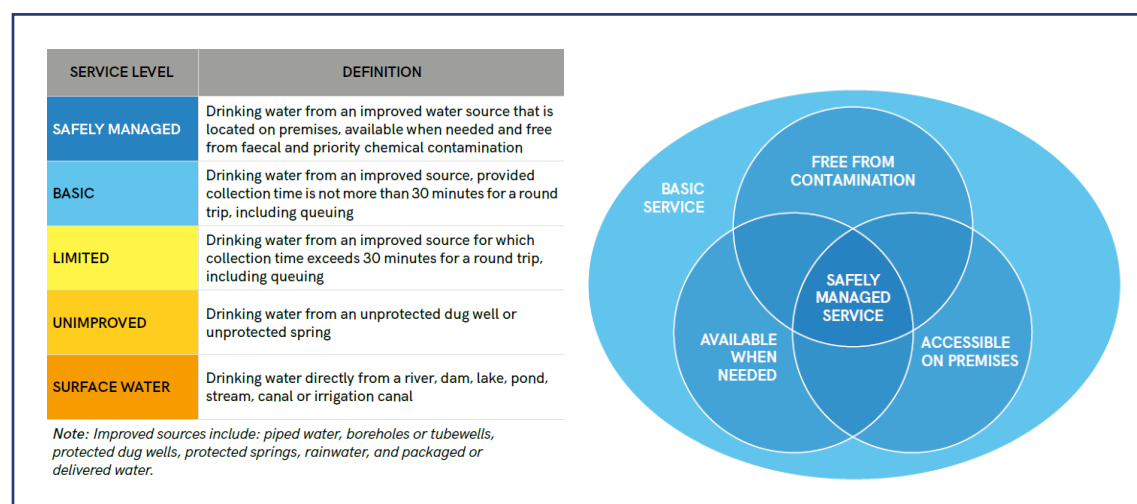 SERVICE LEVEL
DEFINITION
SAFELY MANAGED
Drinking water from an improved water source that is
located on premises, available when needed and free
from faecal and priority chemical contamination
BASIC
Drinking water from an improved source, provided
collection time is not more than 30 minutes for a round
trip, including queuing
LIMITED
Drinking water from an improved source for which
collection time exceeds 30 minutes for a round trip,
including queuing
UNIMPROVED
Drinking water from an unprotected dug well or
unprotected spring
SURFACE WATER
Drinking water directly from a river, dam, lake, pond,
stream, canal or irrigation canal
Note: Improved sources include: piped water, boreholes or tubewells,
protected dug wells, protected springs, rainwater, and packaged or
delivered water.
BASIC
SERVICE
FREE FROM
CONTAMINATION
SAFELY
MANAGED
SERVICE
AVAILABLE
WHEN
NEEDED
ACCESSIBLE
ON PREMISES